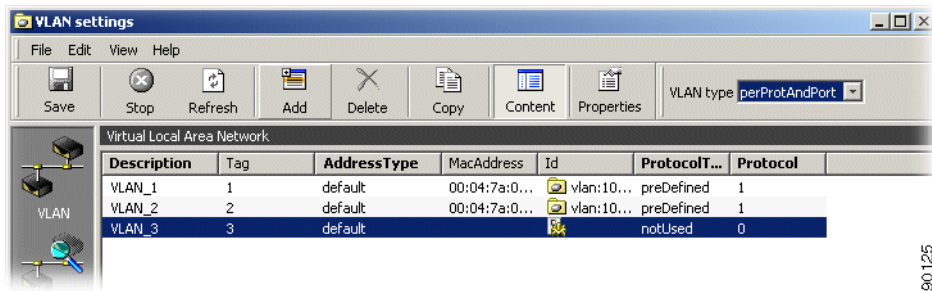 VLAN settings
File Edit View Help
Save Stop Refresh Add Delete Copy Content Properties VLAN type perProtAndPort
Virtual Local Area Network
Description Tag AddressType MacAddress Id ProtocolT... Protocol
VLAN_1 1 default 00:04:7a:0... vlan:10... preDefined 1
VLAN_2 2 default 00:04:7a:0... vlan:10... preDefined 1
VLAN_3 3 default notUsed 0
VLAN
90125